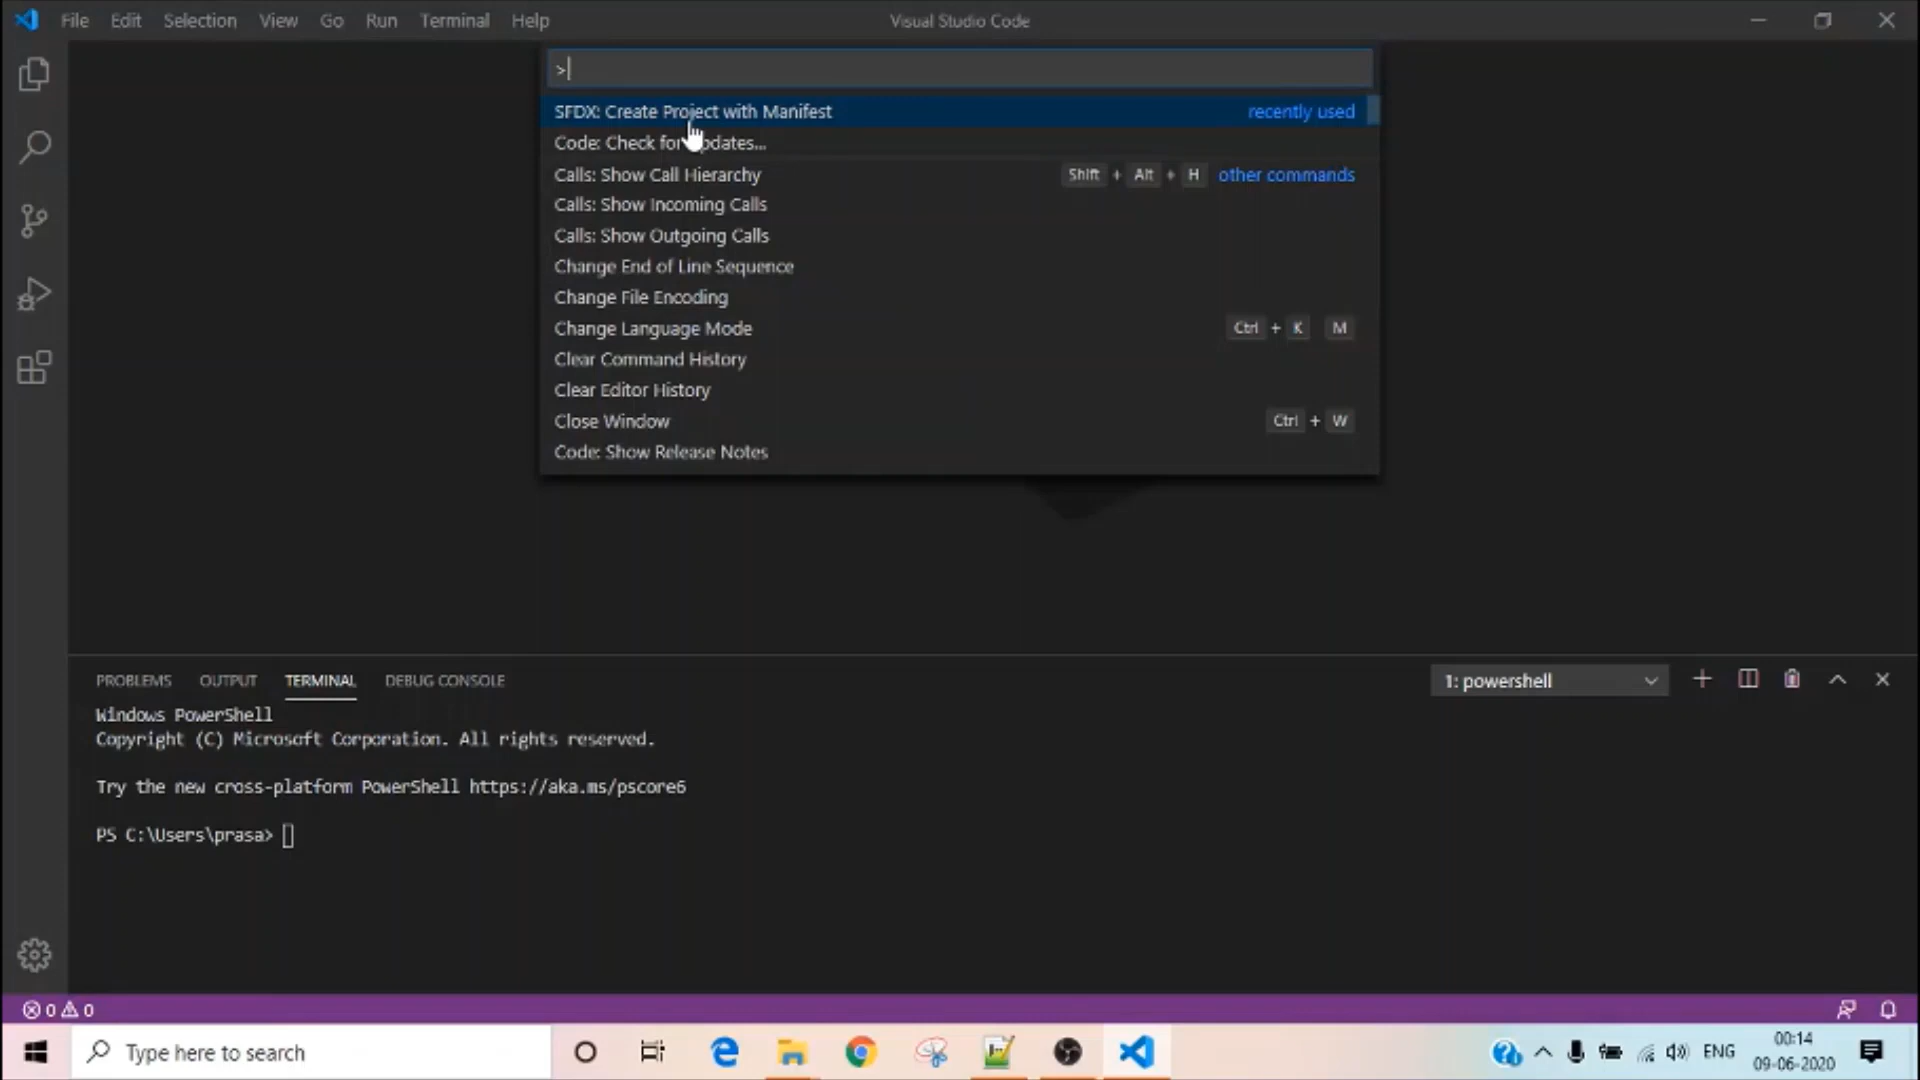 File Edit Selection View Go Run Terminal Help Visual Studio Code
>
SFDX: Create Project with Manifest recently used
Code: Check for Updates...
Calls: Show Call Hierarchy Shift + Alt + H other commands
Calls: Show Incoming Calls
Calls: Show Outgoing Calls
Change End of Line Sequence
Change File Encoding
Change Language Mode Ctrl + K M
Clear Command History
Clear Editor History
Close Window Ctrl + W
Code: Show Release Notes
PROBLEMS OUTPUT TERMINAL DEBUG CONSOLE 1: powershell
Windows PowerShell
Copyright (C) Microsoft Corporation. All rights reserved.
Try the new cross-platform PowerShell https://aka.ms/pscore6
PS C:\Users\prasa>
0 0
Type here to search ENG 00:14
09-06-2020